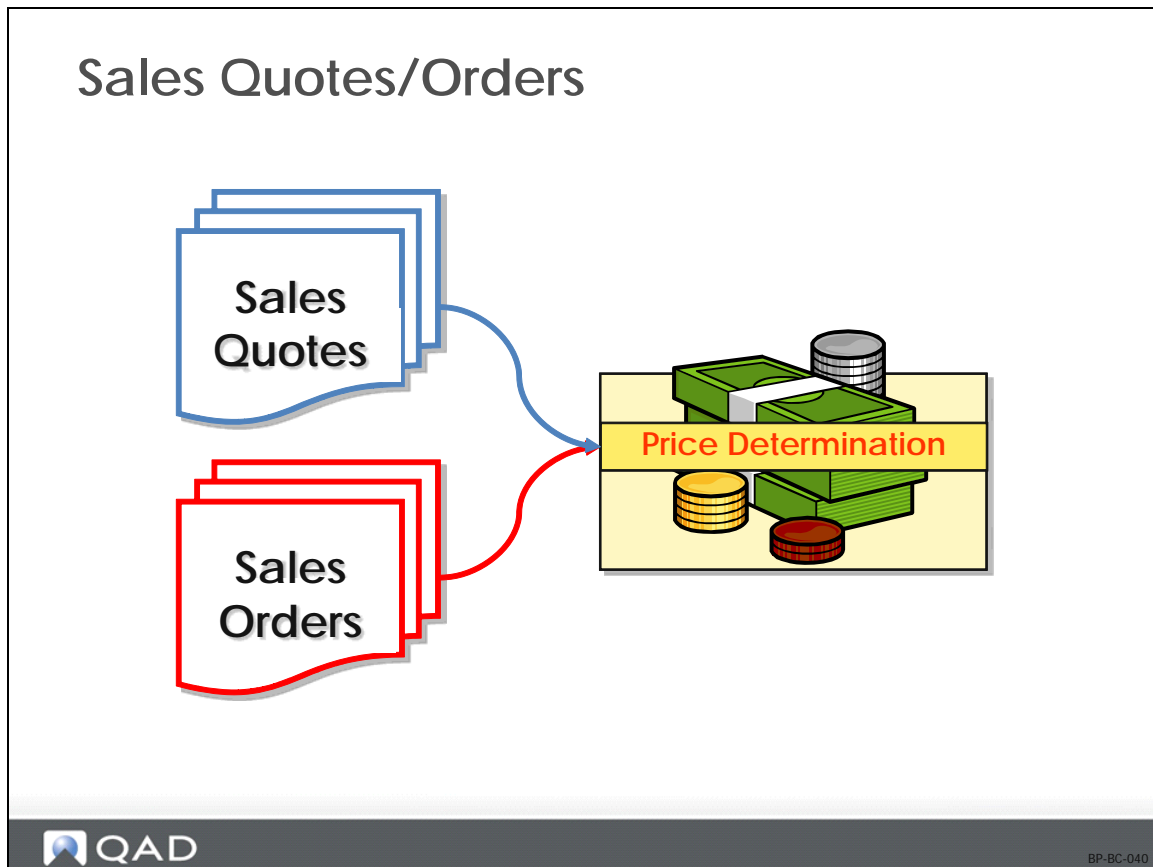 Sales Quotes/Orders
Sales
Quotes
Price Determination
Sales
Orders
QAD
BP-BC-040